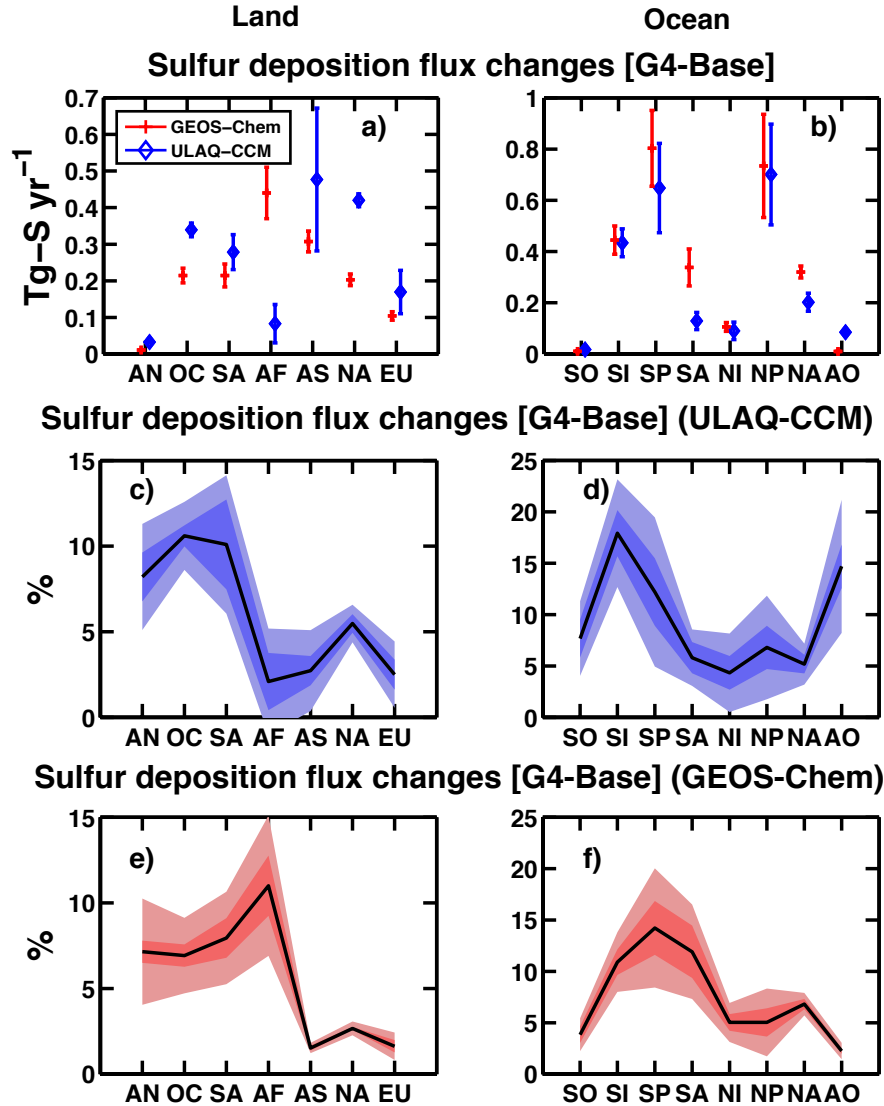 Land Ocean
Sulfur deposition flux changes [G4-Base]
Tg-S yr⁻¹
0.7
0.6
0.5
0.4
0.3
0.2
0.1
0
GEOS-Chem
ULAQ-CCM
a)
AN OC SA AF AS NA EU
1
0.8
0.6
0.4
0.2
0
b)
SO SI SP SA NI NP NA AO
Sulfur deposition flux changes [G4-Base] (ULAQ-CCM)
%
15
10
5
0
c)
AN OC SA AF AS NA EU
25
20
15
10
5
0
d)
SO SI SP SA NI NP NA AO
Sulfur deposition flux changes [G4-Base] (GEOS-Chem)
%
15
10
5
0
e)
AN OC SA AF AS NA EU
25
20
15
10
5
0
f)
SO SI SP SA NI NP NA AO